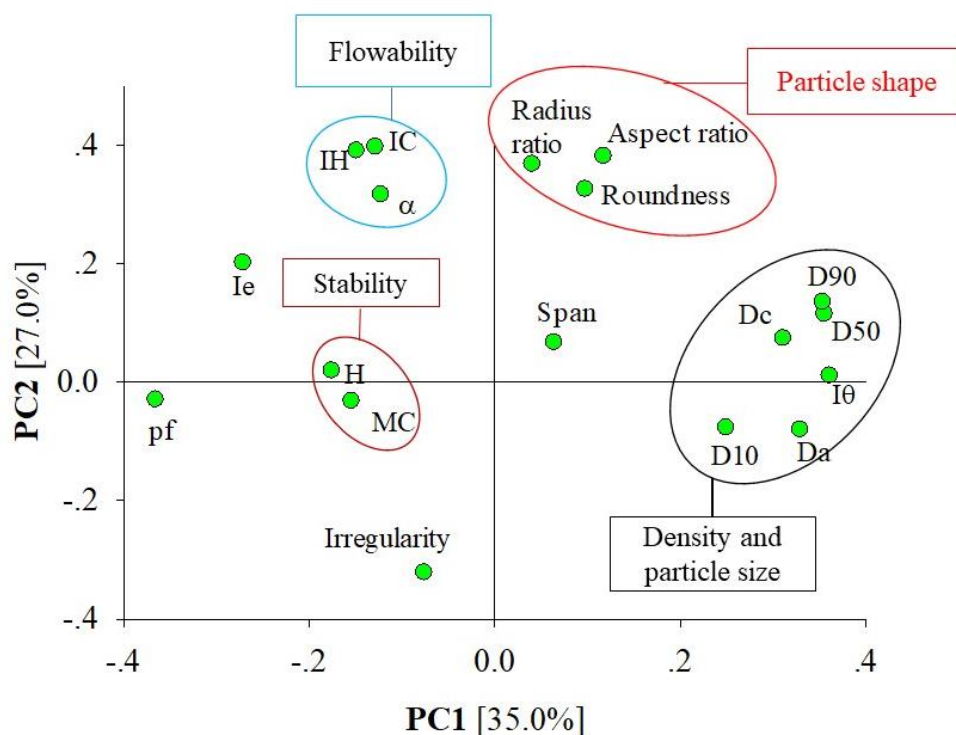 Flowability
Particle shape
Radius
ratio
Aspect ratio
Roundness
IH
IC
α
Ie
Stability
H
MC
pf
Span
D90
Dc
D50
Iθ
D10
Da
Irregularity
Density and
particle size
PC2 [27.0%]
.4
.2
0.0
-.2
-.4
-.4
-.2
0.0
.2
.4
PC1 [35.0%]